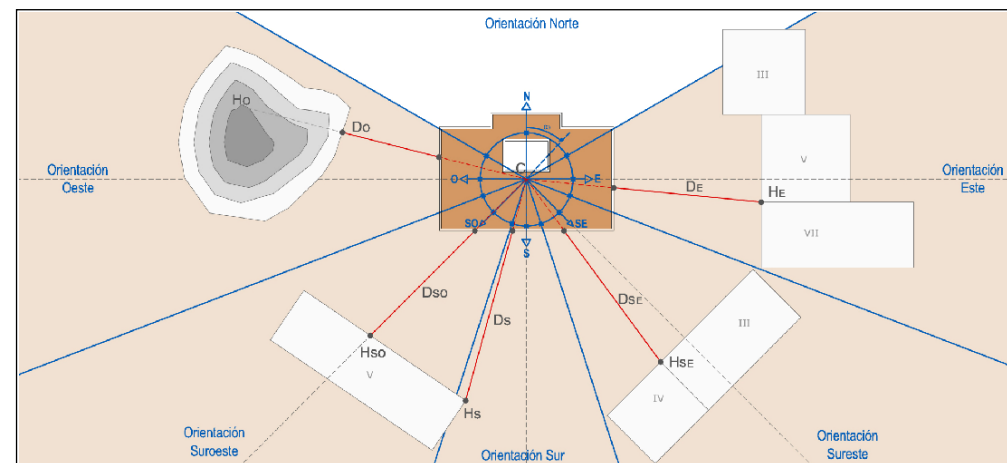 Orientación Norte
III
Ho
Do
N
Orientación
Oeste
C
O
E
V
DE
HE
Orientación
Este
SO
SE
S
VII
Dso
Ds
DSE
III
Hso
HSE
V
Hs
IV
Orientación
Suroeste
Orientación Sur
Orientación
Sureste